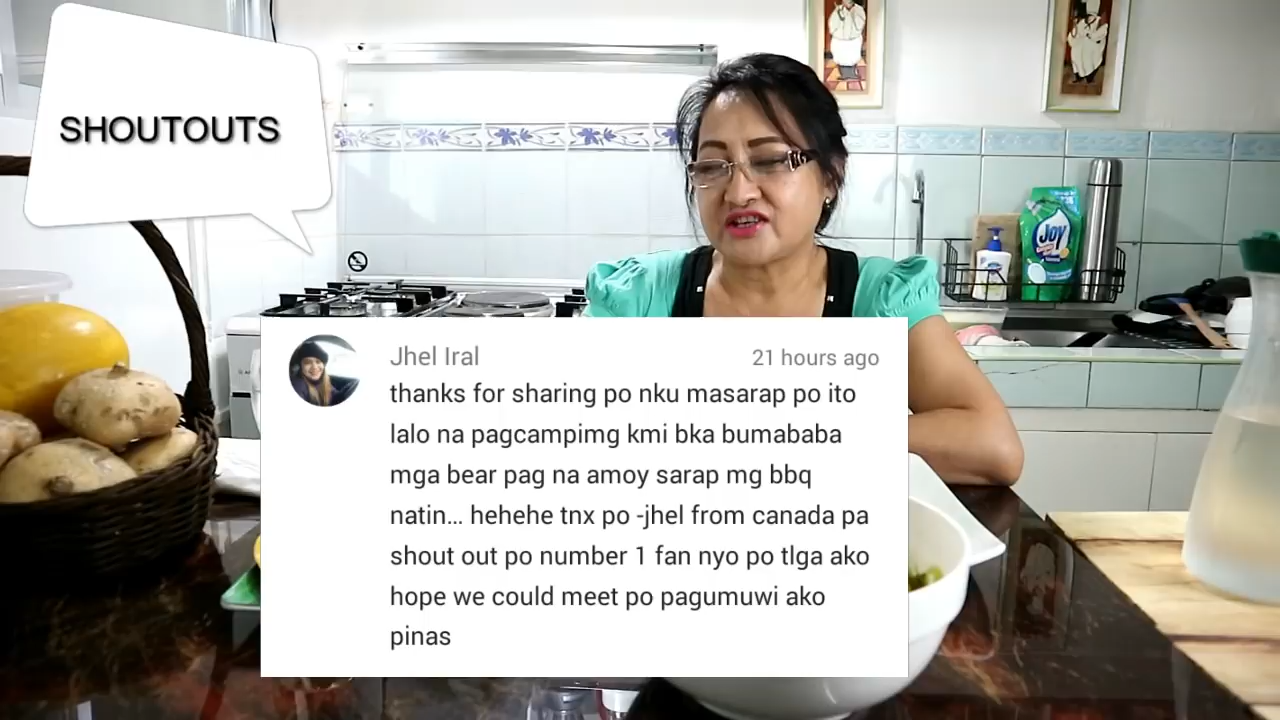 SHOUTOUTS
Joy
Jhel Iral
21 hours ago
thanks for sharing po nku masarap po ito
lalo na pagcampimg kmi bka bumababa
mga bear pag na amoy sarap mg bbq
natin... hehehe tnx po -jhel from canada pa
shout out po number 1 fan nyo po tlga ako
hope we could meet po pagumuwi ako
pinas